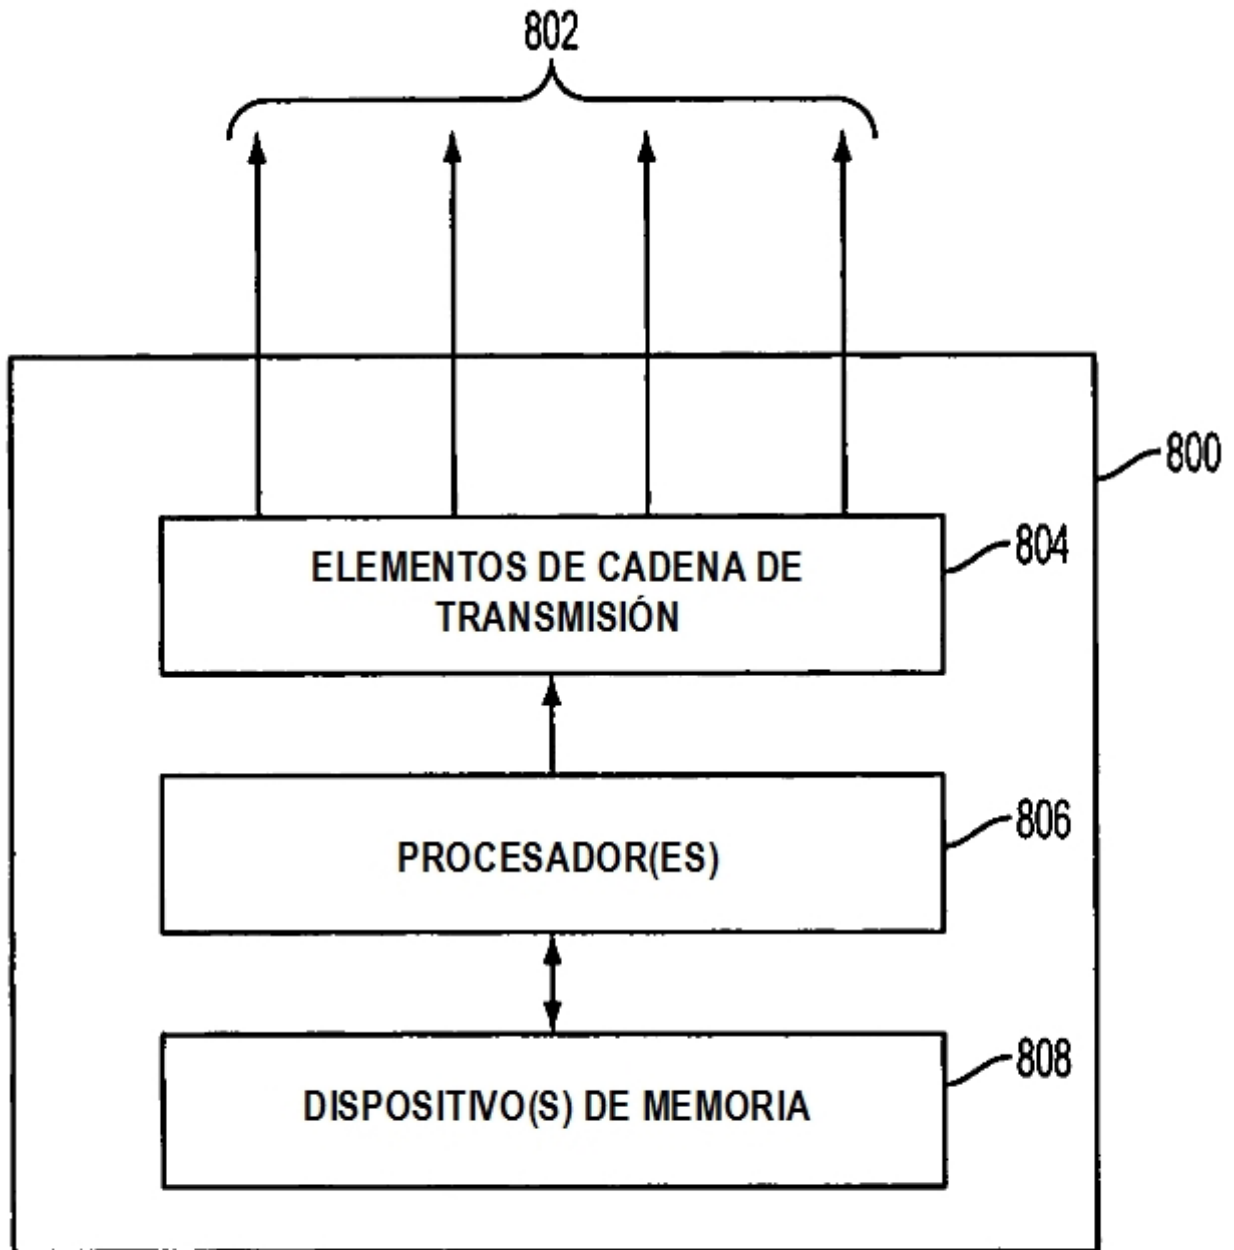 802
800
804
ELEMENTOS DE CADENA DE
TRANSMISIÓN
806
PROCESADOR(ES)
808
DISPOSITIVO(S) DE MEMORIA